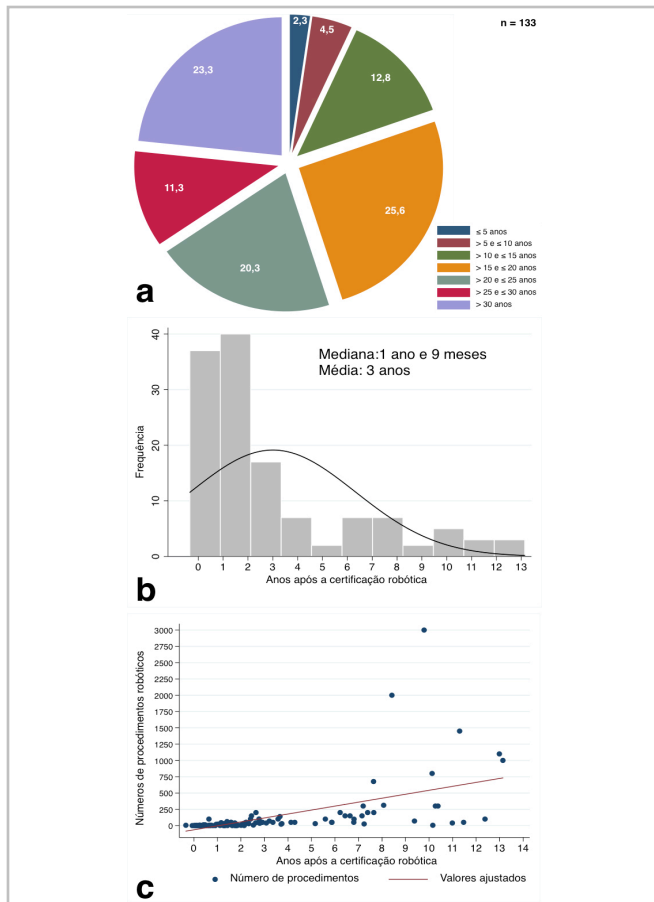 n = 133
2,3
4,5
12,8
25,6
20,3
11,3
23,3
≤ 5 anos
> 5 e ≤ 10 anos
> 10 e ≤ 15 anos
> 15 e ≤ 20 anos
> 20 e ≤ 25 anos
> 25 e ≤ 30 anos
> 30 anos
a
Mediana:1 ano e 9 meses
Média: 3 anos
Frequência
40
30
20
10
0
0 1 2 3 4 5 6 7 8 9 10 11 12 13
Anos após a certificação robótica
b
Números de procedimentos robóticos
3000
2750
2500
2250
2000
1750
1500
1250
1000
750
500
250
0
0 1 2 3 4 5 6 7 8 9 10 11 12 13 14
Anos após a certificação robótica
Número de procedimentos
Valores ajustados
c